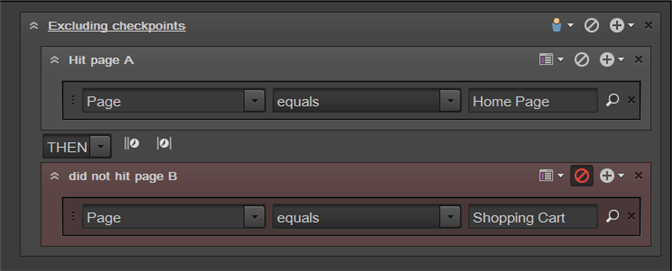 Excluding checkpoints
Hit page A
Page equals Home Page
THEN
did not hit page B
Page equals Shopping Cart